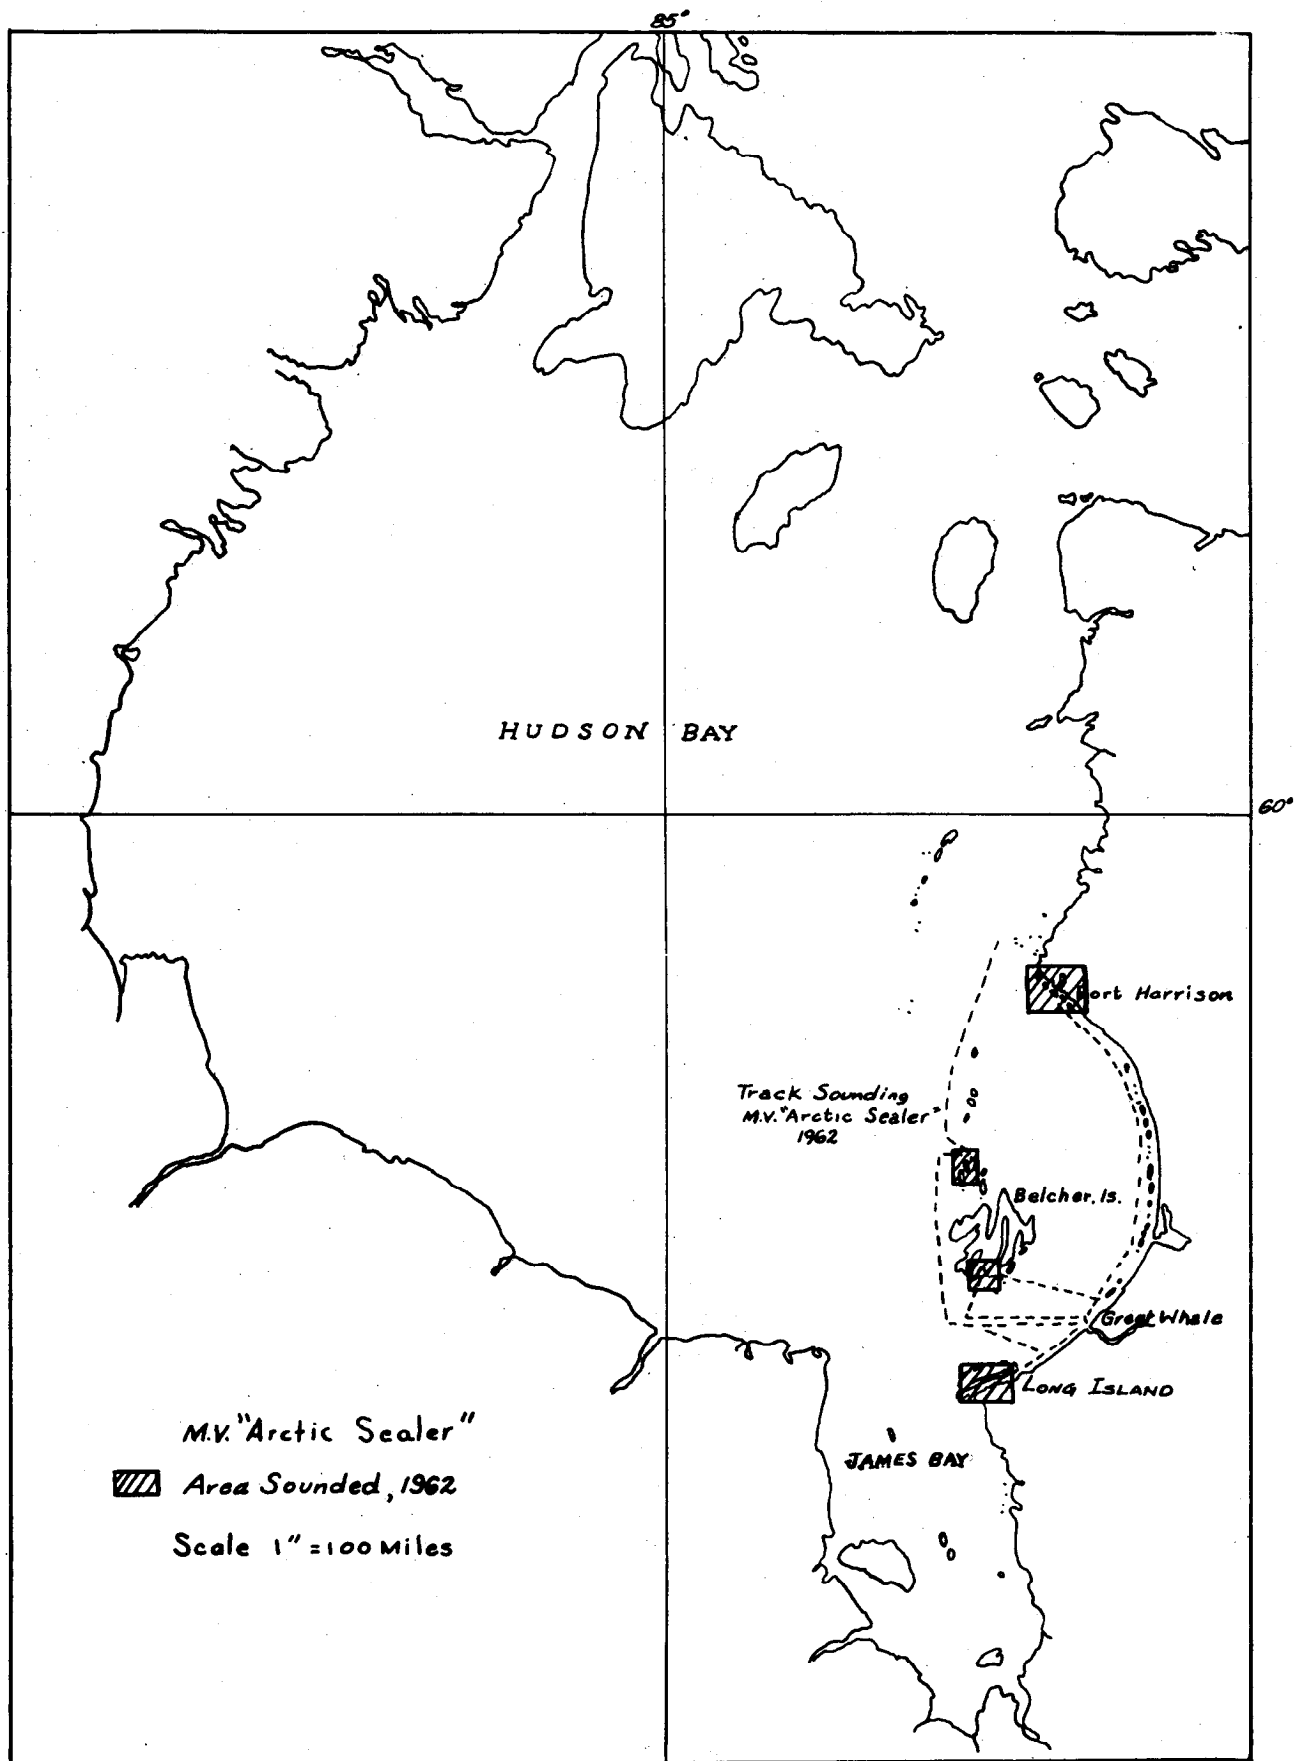 85°
HUDSON BAY
60°
Port Harrison
Track Sounding
M.V. "Arctic Sealer"
1962
Belcher. Is.
Great Whale
LONG ISLAND
JAMES BAY
M.V. "Arctic Sealer"
Area Sounded, 1962
Scale 1" = 100 Miles